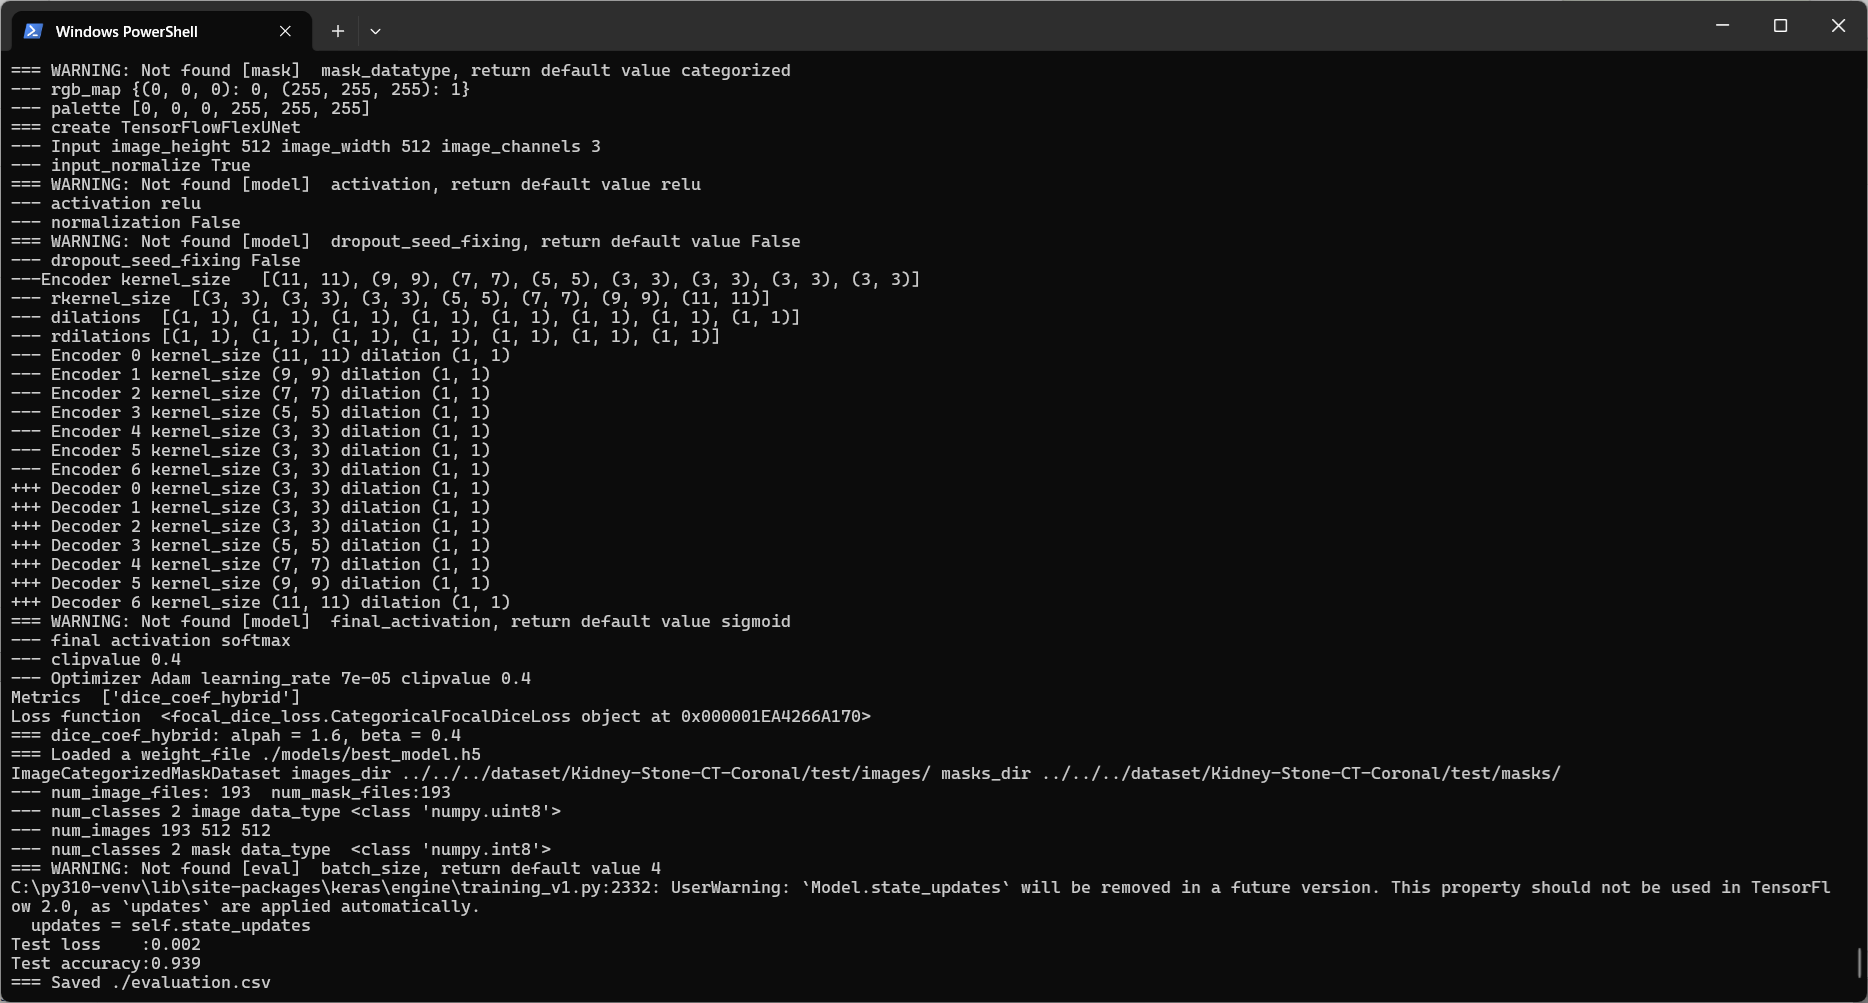 Windows PowerShell
=== WARNING: Not found [mask]  mask_datatype, return default value categorized
--- rgb_map {(0, 0, 0): 0, (255, 255, 255): 1}
--- palette [0, 0, 0, 255, 255, 255]
=== create TensorFlowFlexUNet
--- Input image_height 512 image_width 512 image_channels 3
--- input_normalize True
=== WARNING: Not found [model]  activation, return default value relu
--- activation relu
--- normalization False
=== WARNING: Not found [model]  dropout_seed_fixing, return default value False
--- dropout_seed_fixing False
---Encoder kernel_size   [(11, 11), (9, 9), (7, 7), (5, 5), (3, 3), (3, 3), (3, 3), (3, 3)]
--- rkernel_size  [(3, 3), (3, 3), (3, 3), (5, 5), (7, 7), (9, 9), (11, 11)]
--- dilations  [(1, 1), (1, 1), (1, 1), (1, 1), (1, 1), (1, 1), (1, 1), (1, 1)]
--- rdilations [(1, 1), (1, 1), (1, 1), (1, 1), (1, 1), (1, 1), (1, 1)]
--- Encoder 0 kernel_size (11, 11) dilation (1, 1)
--- Encoder 1 kernel_size (9, 9) dilation (1, 1)
--- Encoder 2 kernel_size (7, 7) dilation (1, 1)
--- Encoder 3 kernel_size (5, 5) dilation (1, 1)
--- Encoder 4 kernel_size (3, 3) dilation (1, 1)
--- Encoder 5 kernel_size (3, 3) dilation (1, 1)
--- Encoder 6 kernel_size (3, 3) dilation (1, 1)
+++ Decoder 0 kernel_size (3, 3) dilation (1, 1)
+++ Decoder 1 kernel_size (3, 3) dilation (1, 1)
+++ Decoder 2 kernel_size (3, 3) dilation (1, 1)
+++ Decoder 3 kernel_size (5, 5) dilation (1, 1)
+++ Decoder 4 kernel_size (7, 7) dilation (1, 1)
+++ Decoder 5 kernel_size (9, 9) dilation (1, 1)
+++ Decoder 6 kernel_size (11, 11) dilation (1, 1)
=== WARNING: Not found [model]  final_activation, return default value sigmoid
--- final activation softmax
--- clipvalue 0.4
--- Optimizer Adam learning_rate 7e-05 clipvalue 0.4
Metrics  ['dice_coef_hybrid']
Loss function  <focal_dice_loss.CategoricalFocalDiceLoss object at 0x000001EA4266A170>
=== dice_coef_hybrid: alpah = 1.6, beta = 0.4
=== Loaded a weight_file ./models/best_model.h5
ImageCategorizedMaskDataset images_dir ../../../dataset/Kidney-Stone-CT-Coronal/test/images/ masks_dir ../../../dataset/Kidney-Stone-CT-Coronal/test/masks/
--- num_image_files: 193  num_mask_files:193
--- num_classes 2 image data_type <class 'numpy.uint8'>
--- num_images 193 512 512
--- num_classes 2 mask data_type  <class 'numpy.int8'>
=== WARNING: Not found [eval]  batch_size, return default value 4
C:\py310-venv\lib\site-packages\keras\engine\training_v1.py:2332: UserWarning: `Model.state_updates` will be removed in a future version. This property should not be used in TensorFl
ow 2.0, as `updates` are applied automatically.
  updates = self.state_updates
Test loss    :0.002
Test accuracy:0.939
=== Saved ./evaluation.csv